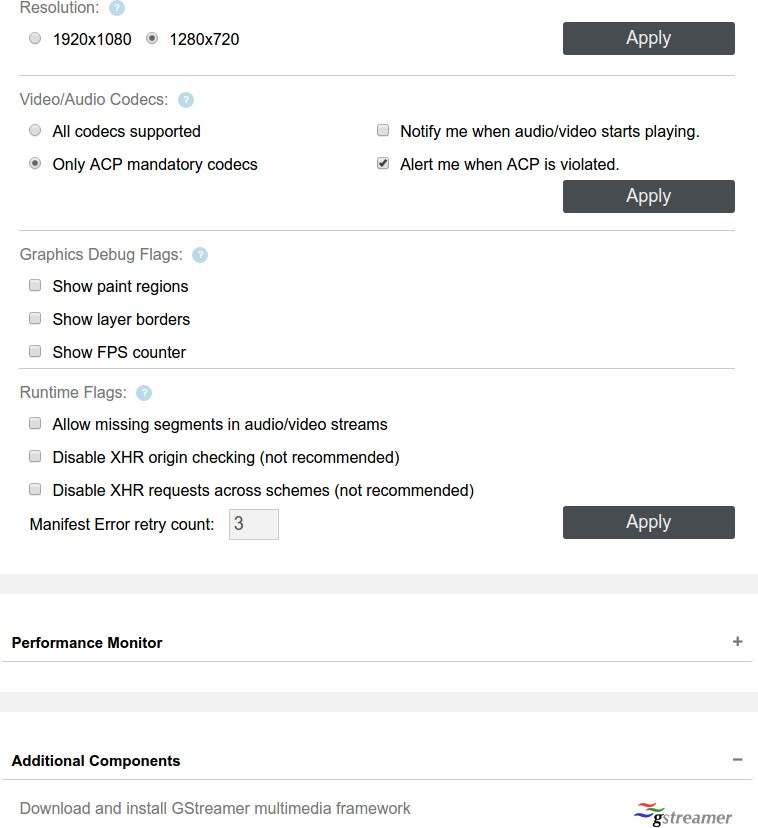 Resolution: ?
1920x1080 1280x720 Apply
Video/Audio Codecs: ?
All codecs supported Notify me when audio/video starts playing.
Only ACP mandatory codecs Alert me when ACP is violated.
Apply
Graphics Debug Flags: ?
Show paint regions
Show layer borders
Show FPS counter
Runtime Flags: ?
Allow missing segments in audio/video streams
Disable XHR origin checking (not recommended)
Disable XHR requests across schemes (not recommended)
Manifest Error retry count: 3 Apply
Performance Monitor +
Additional Components −
Download and install GStreamer multimedia framework gstreamer